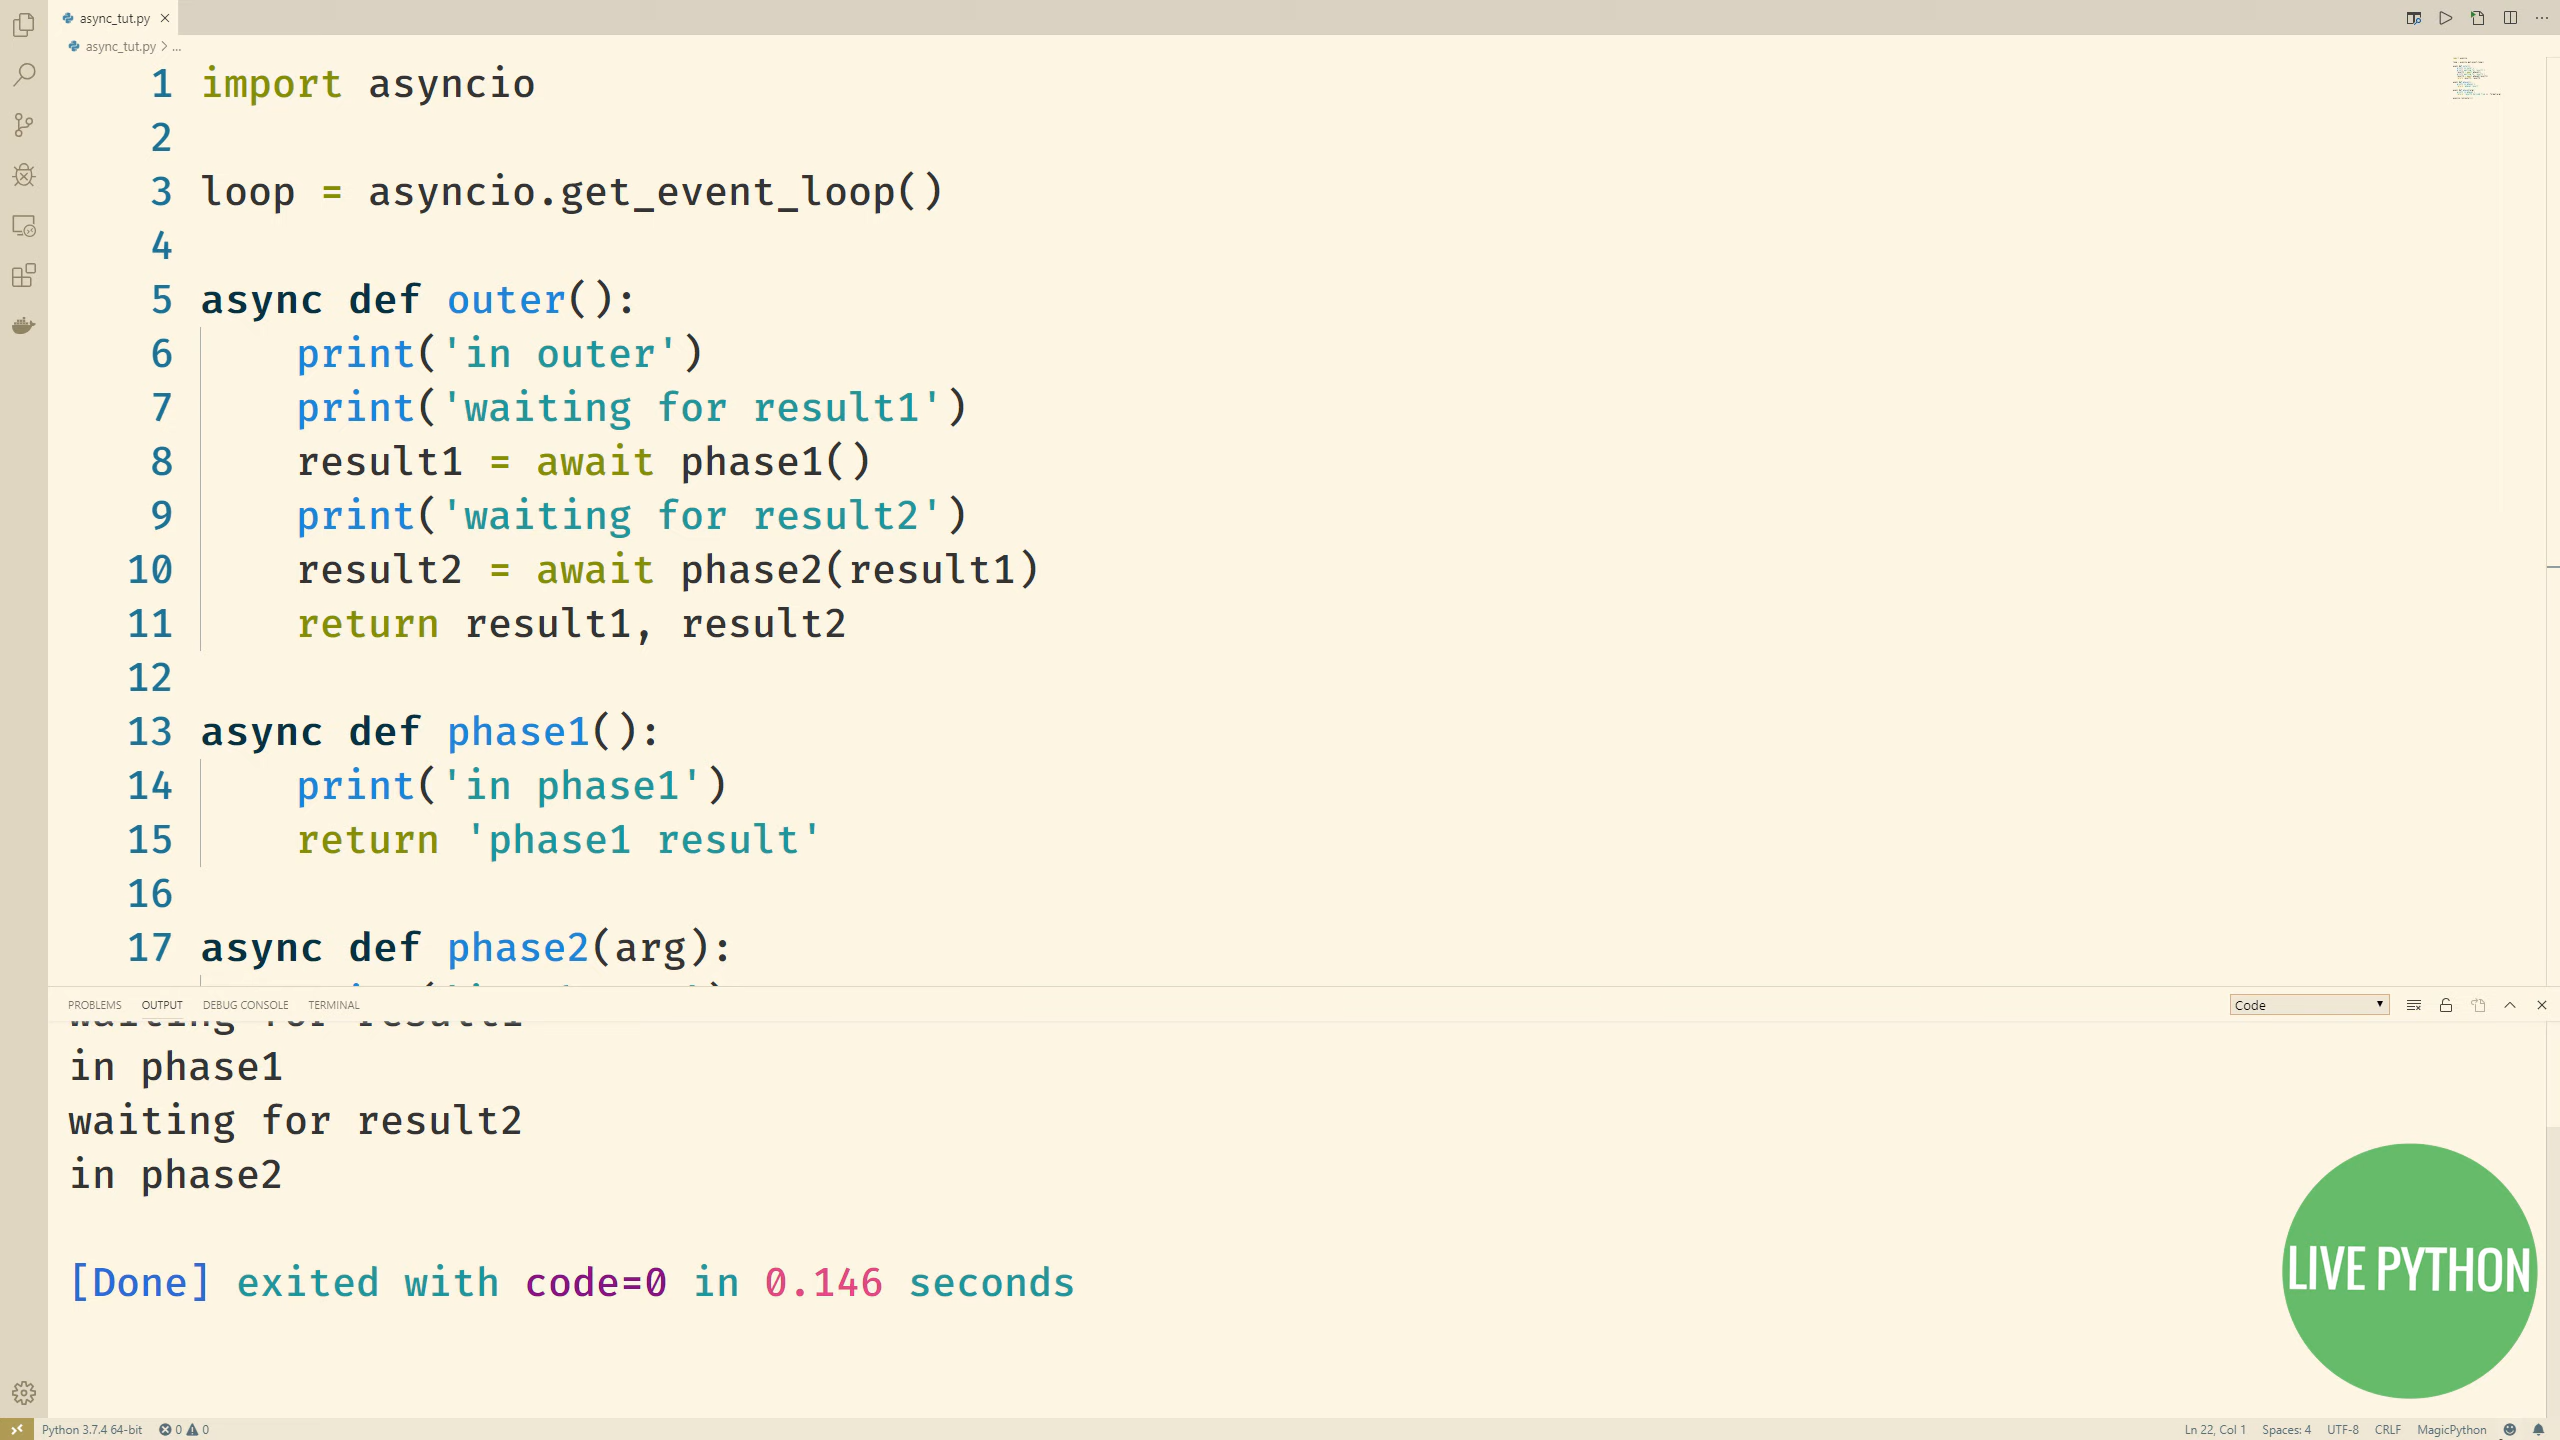 async_tut.py
async_tut.py > ...
1 import asyncio
2
3 loop = asyncio.get_event_loop()
4
5 async def outer():
6     print('in outer')
7     print('waiting for result1')
8     result1 = await phase1()
9     print('waiting for result2')
10     result2 = await phase2(result1)
11     return result1, result2
12
13 async def phase1():
14     print('in phase1')
15     return 'phase1 result'
16
17 async def phase2(arg):
PROBLEMS OUTPUT DEBUG CONSOLE TERMINAL Code
waiting for result1
in phase1
waiting for result2
in phase2
[Done] exited with code=0 in 0.146 seconds
LIVE PYTHON
Python 3.7.4 64-bit 0 0 Ln 22, Col 1 Spaces: 4 UTF-8 CRLF MagicPython